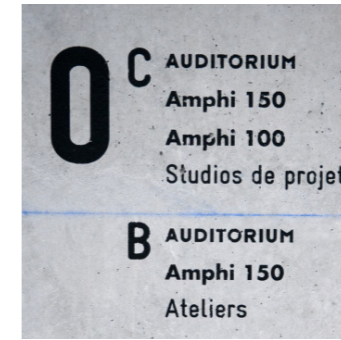 0 C AUDITORIUM
Amphi 150
Amphi 100
Studios de projet
B AUDITORIUM
Amphi 150
Ateliers